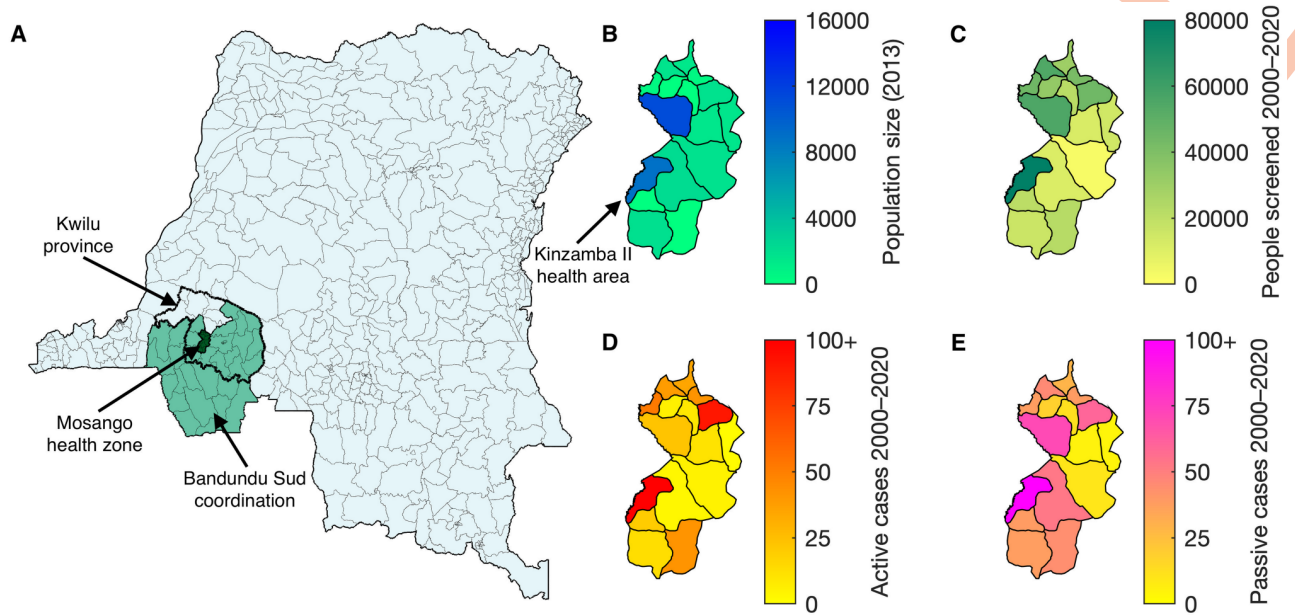 A
Kwilu
province
Mosango
health zone
Bandundu Sud
coordination
B
Kinzamba II
health area
16000
12000
8000
4000
0
Population size (2013)
C
80000
60000
40000
20000
0
People screened 2000–2020
D
100+
75
50
25
0
Active cases 2000–2020
E
100+
75
50
25
0
Passive cases 2000–2020